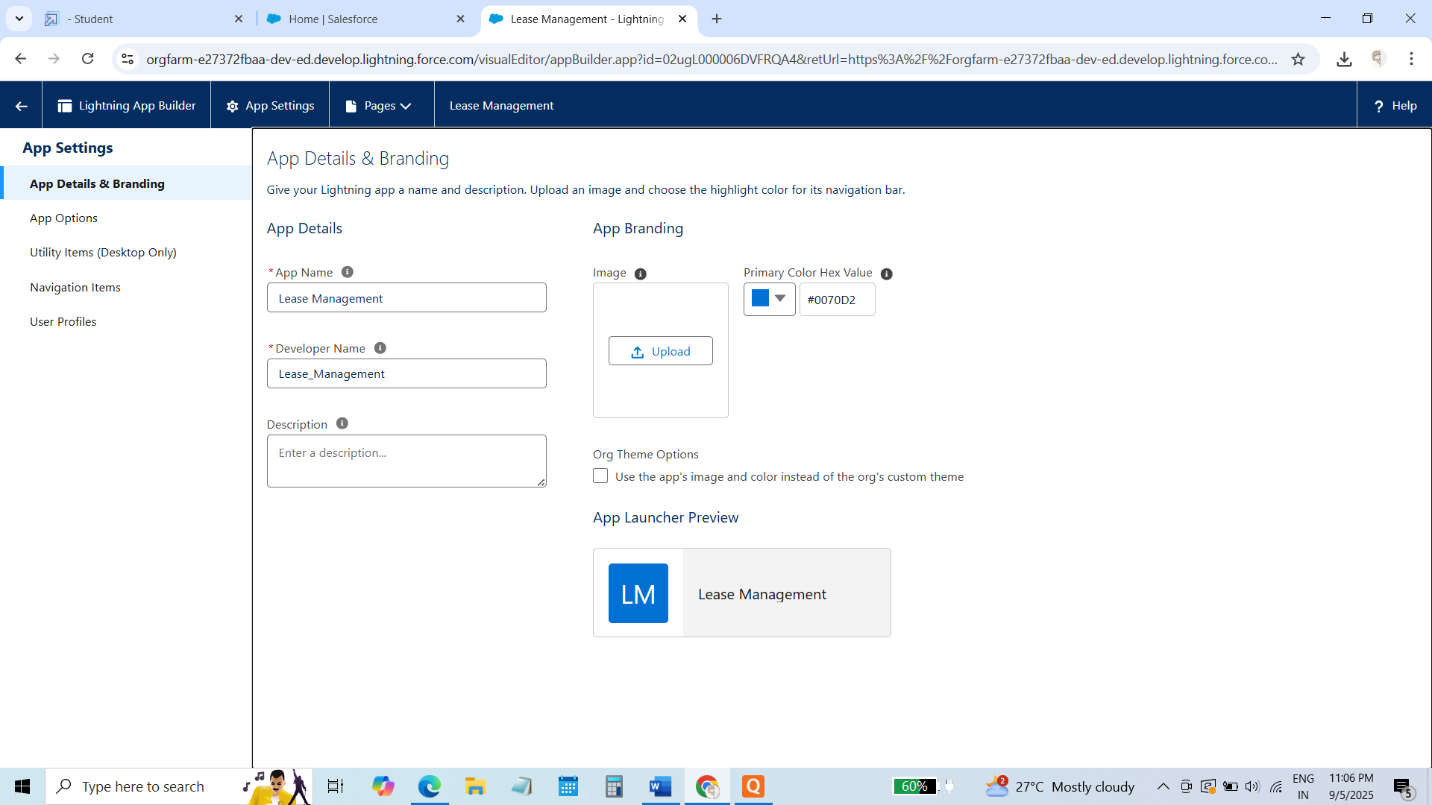 - Student
Home | Salesforce
Lease Management - Lightning
orgfarm-e27372fbaa-dev-ed.develop.lightning.force.com/visualEditor/appBuilder.app?id=02ugL000006DVFRQA4&retUrl=https%3A%2F%2Forgfarm-e27372fbaa-dev-ed.develop.lightning.force.co...
Lightning App Builder
App Settings
Pages
Lease Management
? Help
App Settings
App Details & Branding
App Options
Utility Items (Desktop Only)
Navigation Items
User Profiles
App Details & Branding
Give your Lightning app a name and description. Upload an image and choose the highlight color for its navigation bar.
App Details
*App Name
Lease Management
*Developer Name
Lease_Management
Description
Enter a description...
App Branding
Image
Upload
Primary Color Hex Value
#0070D2
Org Theme Options
Use the app's image and color instead of the org's custom theme
App Launcher Preview
LM
Lease Management
Type here to search
60%
2
27°C Mostly cloudy
ENG
IN
11:06 PM
9/5/2025
5